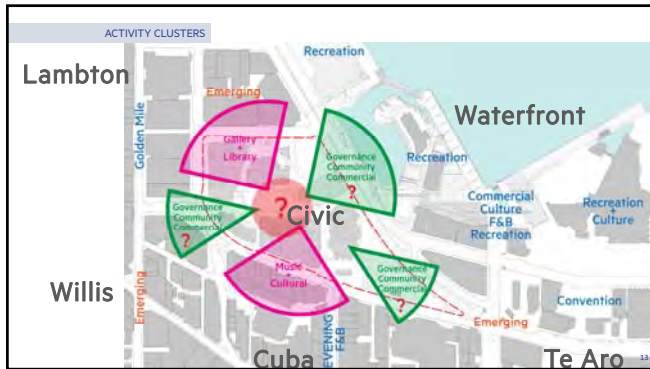 ACTIVITY CLUSTERS
Recreation
Lambton
Emerging
Golden Mile
Waterfront
Gallery
+
Library
Governance
Community
Commercial
?
Recreation
Commercial
Culture
F&B
Recreation
Recreation
+
Culture
Governance
Community
Commercial
?
?
Civic
Music
+
Cultural
Governance
Community
Commercial
?
Willis
Emerging
Convention
Emerging
EVENING
F&B
Cuba
Te Aro
13